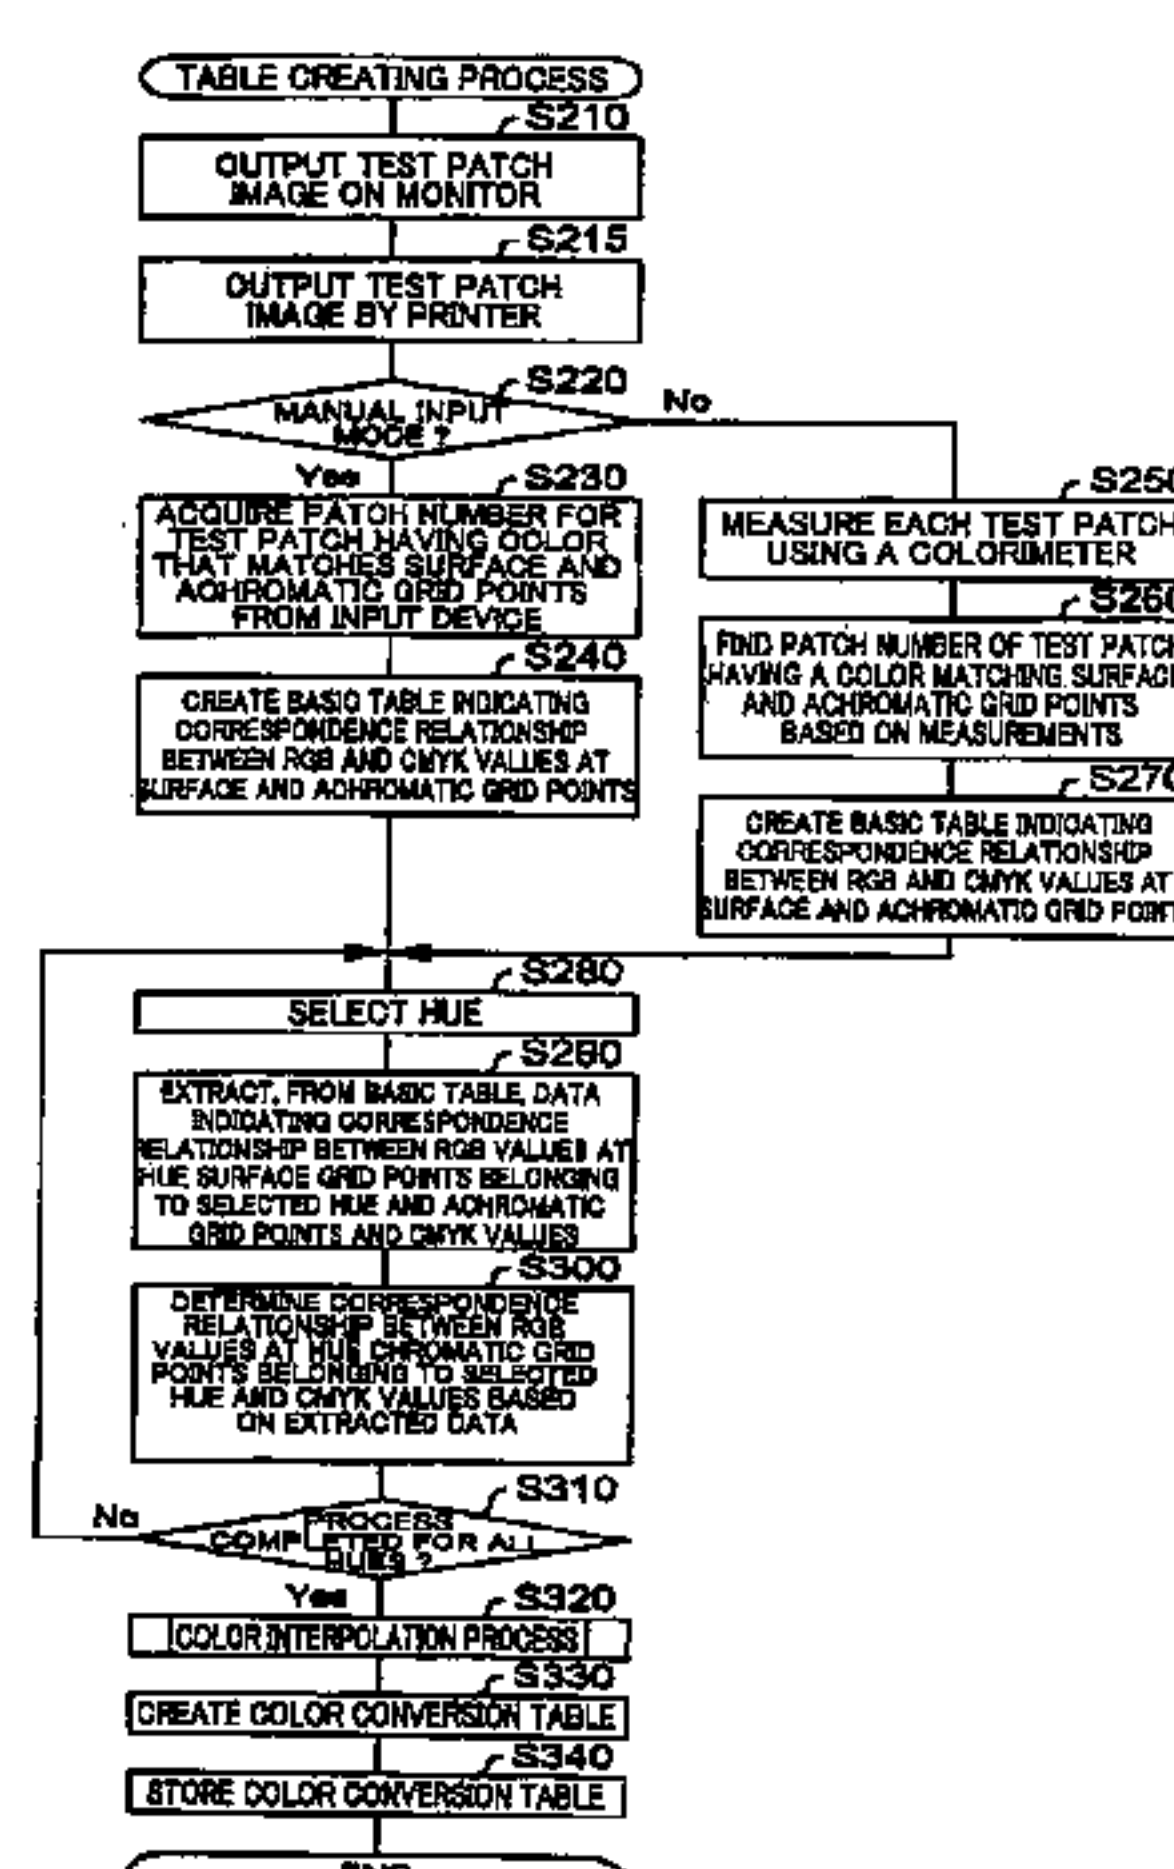 TABLE CREATING PROCESS
S210
OUTPUT TEST PATCH
IMAGE ON MONITOR
S215
OUTPUT TEST PATCH
IMAGE BY PRINTER
S220
MANUAL INPUT
MODE ?
No
Yes
S230
ACQUIRE PATCH NUMBER FOR
TEST PATCH HAVING COLOR
THAT MATCHES SURFACE AND
ACHROMATIC GRID POINTS
FROM INPUT DEVICE
S240
CREATE BASIC TABLE INDICATING
CORRESPONDENCE RELATIONSHIP
BETWEEN RGB AND CMYK VALUES AT
SURFACE AND ACHROMATIC GRID POINTS
S250
MEASURE EACH TEST PATCH
USING A COLORIMETER
S260
FIND PATCH NUMBER OF TEST PATCH
HAVING A COLOR MATCHING SURFACE
AND ACHROMATIC GRID POINTS
BASED ON MEASUREMENTS
S270
CREATE BASIC TABLE INDICATING
CORRESPONDENCE RELATIONSHIP
BETWEEN RGB AND CMYK VALUES AT
SURFACE AND ACHROMATIC GRID POINT
S280
SELECT HUE
S290
EXTRACT, FROM BASIC TABLE, DATA
INDICATING CORRESPONDENCE
RELATIONSHIP BETWEEN RGB VALUES AT
HUE SURFACE GRID POINTS BELONGING
TO SELECTED HUE AND ACHROMATIC
GRID POINTS AND CMYK VALUES
S300
DETERMINE CORRESPONDENCE
RELATIONSHIP BETWEEN RGB
VALUES AT HUE CHROMATIC GRID
POINTS BELONGING TO SELECTED
HUE AND CMYK VALUES BASED
ON EXTRACTED DATA
S310
PROCESS
COMPLETED FOR ALL
HUES ?
No
Yes
S320
COLOR INTERPOLATION PROCESS
S330
CREATE COLOR CONVERSION TABLE
S340
STORE COLOR CONVERSION TABLE